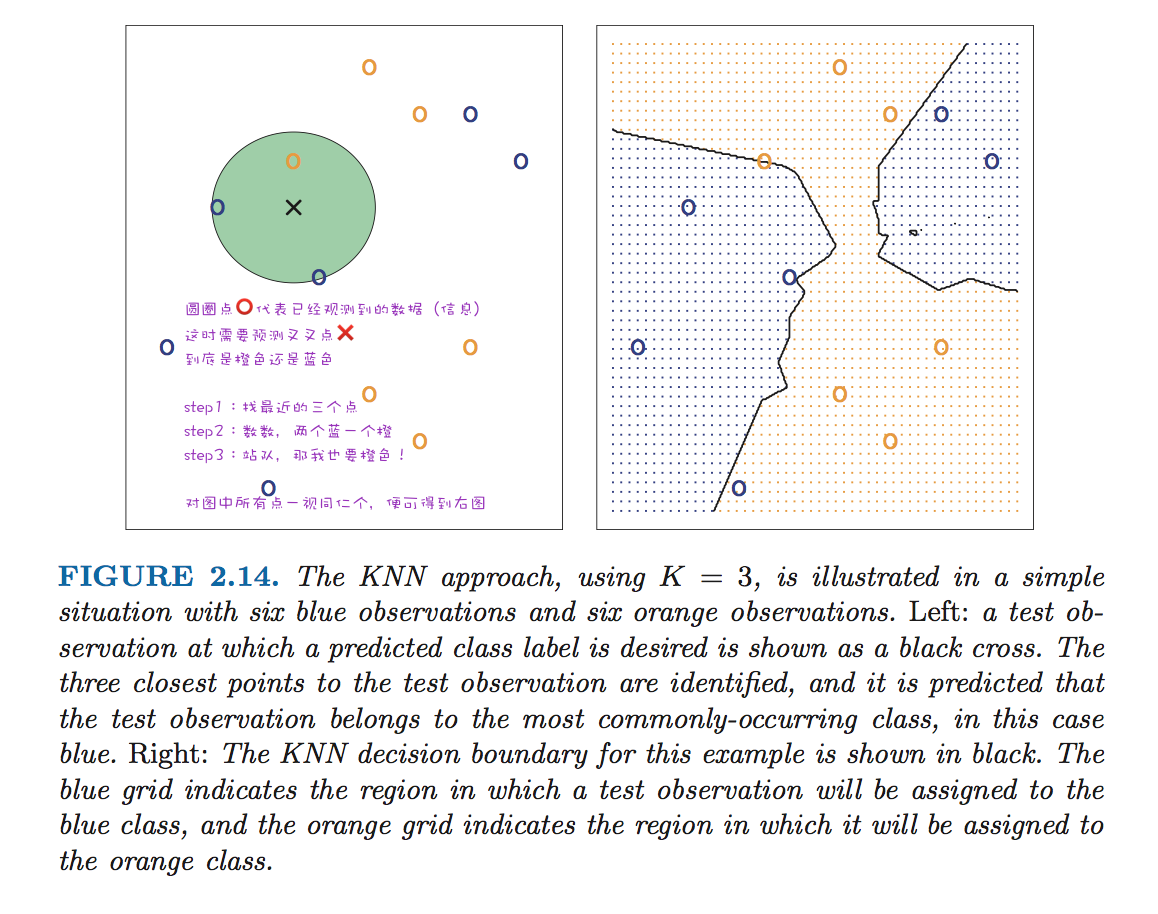 圆圈点代表已经观测到的数据（信息）
这时需要预测叉叉点
到底是橙色还是蓝色
step1：找最近的三个点
step2：数数，两个蓝一个橙
step3：站队，那我也要橙色！
对图中所有点一视同仁个，便可得到右图
FIGURE 2.14. The KNN approach, using K = 3, is illustrated in a simple
situation with six blue observations and six orange observations. Left: a test ob-
servation at which a predicted class label is desired is shown as a black cross. The
three closest points to the test observation are identified, and it is predicted that
the test observation belongs to the most commonly-occurring class, in this case
blue. Right: The KNN decision boundary for this example is shown in black. The
blue grid indicates the region in which a test observation will be assigned to the
blue class, and the orange grid indicates the region in which it will be assigned to
the orange class.